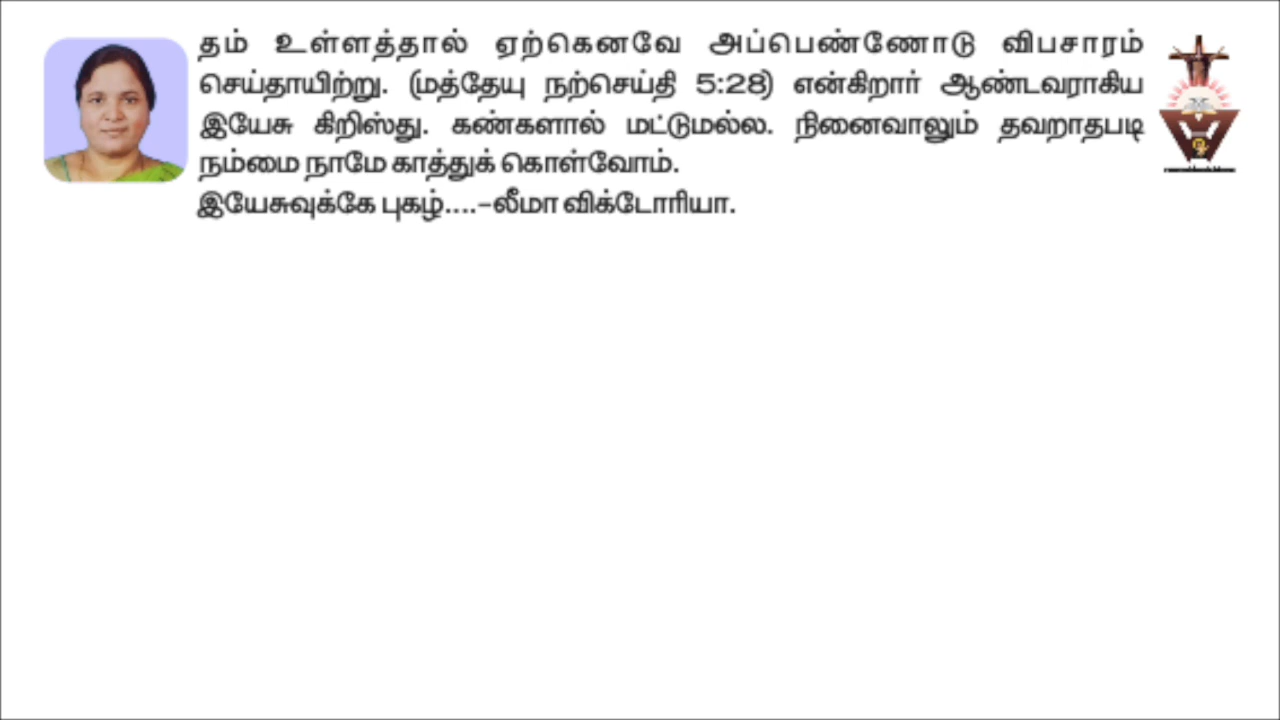 தம் உள்ளத்தால் ஏற்கெனவே அப்பெண்ணோடு விபசாரம்
செய்தாயிற்று. (மத்தேயு நற்செய்தி 5:28) என்கிறார் ஆண்டவராகிய
இயேசு கிறிஸ்து. கண்களால் மட்டுமல்ல. நினைவாலும் தவறாதபடி
நம்மை நாமே காத்துக் கொள்வோம்.
இயேசுவுக்கே புகழ்....-லீமா விக்டோரியா.